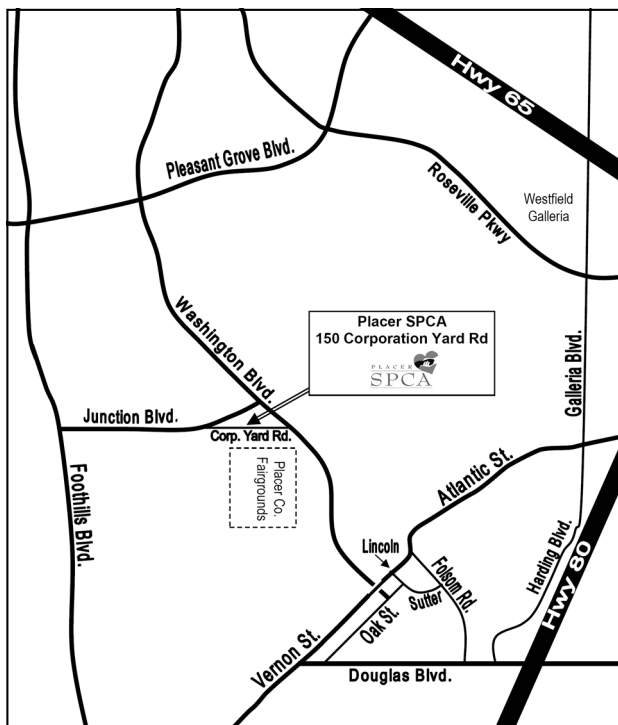 Hwy 65
Pleasant Grove Blvd.
Roseville Pkwy
Westfield
Galleria
Washington Blvd.
Placer SPCA
150 Corporation Yard Rd
PLACER
SPCA
Galleria Blvd.
Junction Blvd.
Corp. Yard Rd.
Placer Co.
Fairgrounds
Foothills Blvd.
Atlantic St.
Lincoln
Harding Blvd.
Hwy 80
Folsom Rd.
Sutter
Oak St.
Vernon St.
Douglas Blvd.